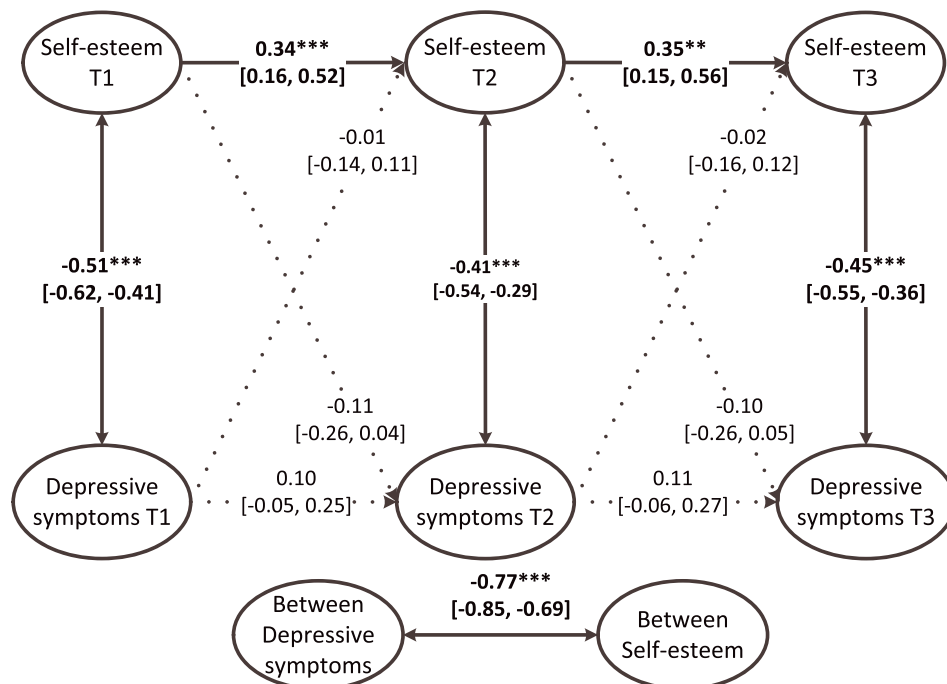 Self-esteem
T1
0.34***
[0.16, 0.52]
Self-esteem
T2
0.35**
[0.15, 0.56]
Self-esteem
T3
-0.01
[-0.14, 0.11]
-0.02
[-0.16, 0.12]
-0.51***
[-0.62, -0.41]
-0.41***
[-0.54, -0.29]
-0.45***
[-0.55, -0.36]
-0.11
[-0.26, 0.04]
-0.10
[-0.26, 0.05]
Depressive
symptoms T1
0.10
[-0.05, 0.25]
Depressive
symptoms T2
0.11
[-0.06, 0.27]
Depressive
symptoms T3
Between
Depressive
symptoms
-0.77***
[-0.85, -0.69]
Between
Self-esteem